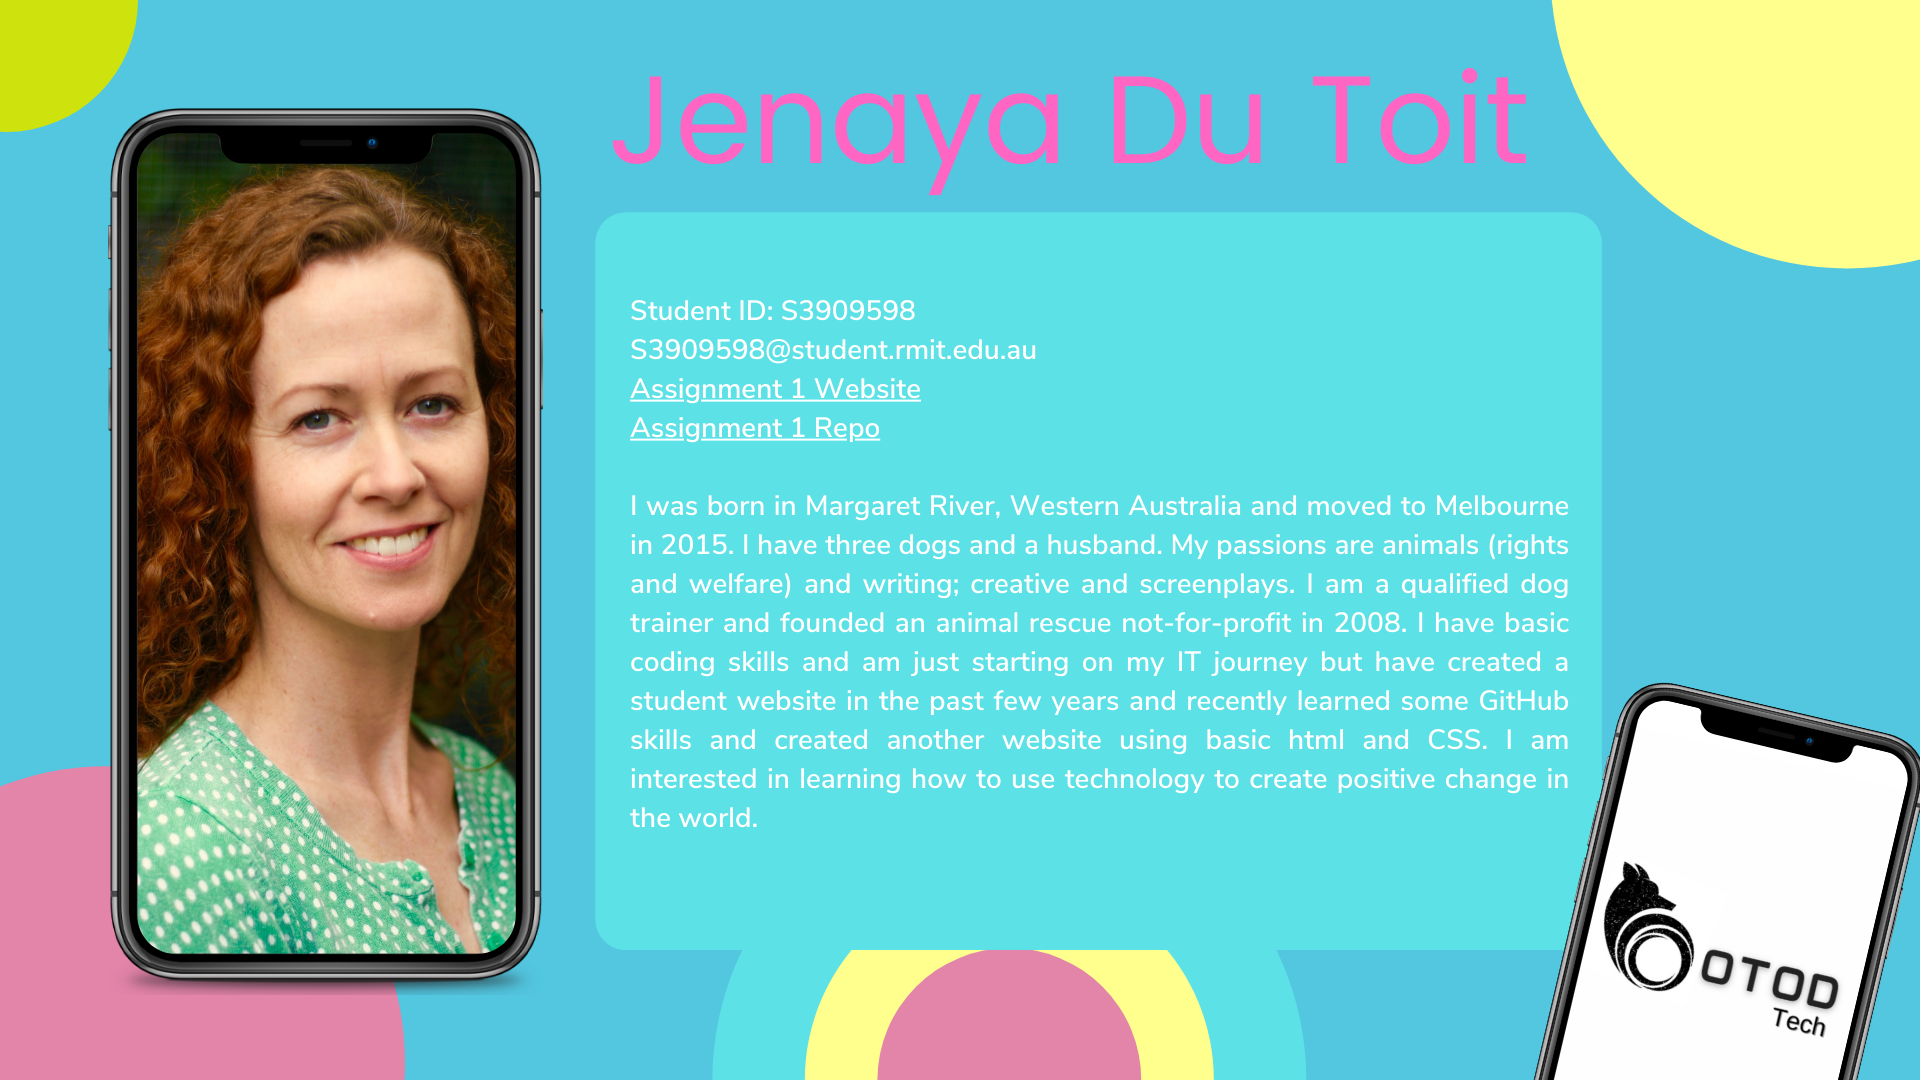 Jenaya Du Toit
Student ID: S3909598
S3909598@student.rmit.edu.au
Assignment 1 Website
Assignment 1 Repo
I was born in Margaret River, Western Australia and moved to Melbourne
in 2015. I have three dogs and a husband. My passions are animals (rights
and welfare) and writing; creative and screenplays. I am a qualified dog
trainer and founded an animal rescue not-for-profit in 2008. I have basic
coding skills and am just starting on my IT journey but have created a
student website in the past few years and recently learned some GitHub
skills and created another website using basic html and CSS. I am
interested in learning how to use technology to create positive change in
the world.
OTOD
Tech